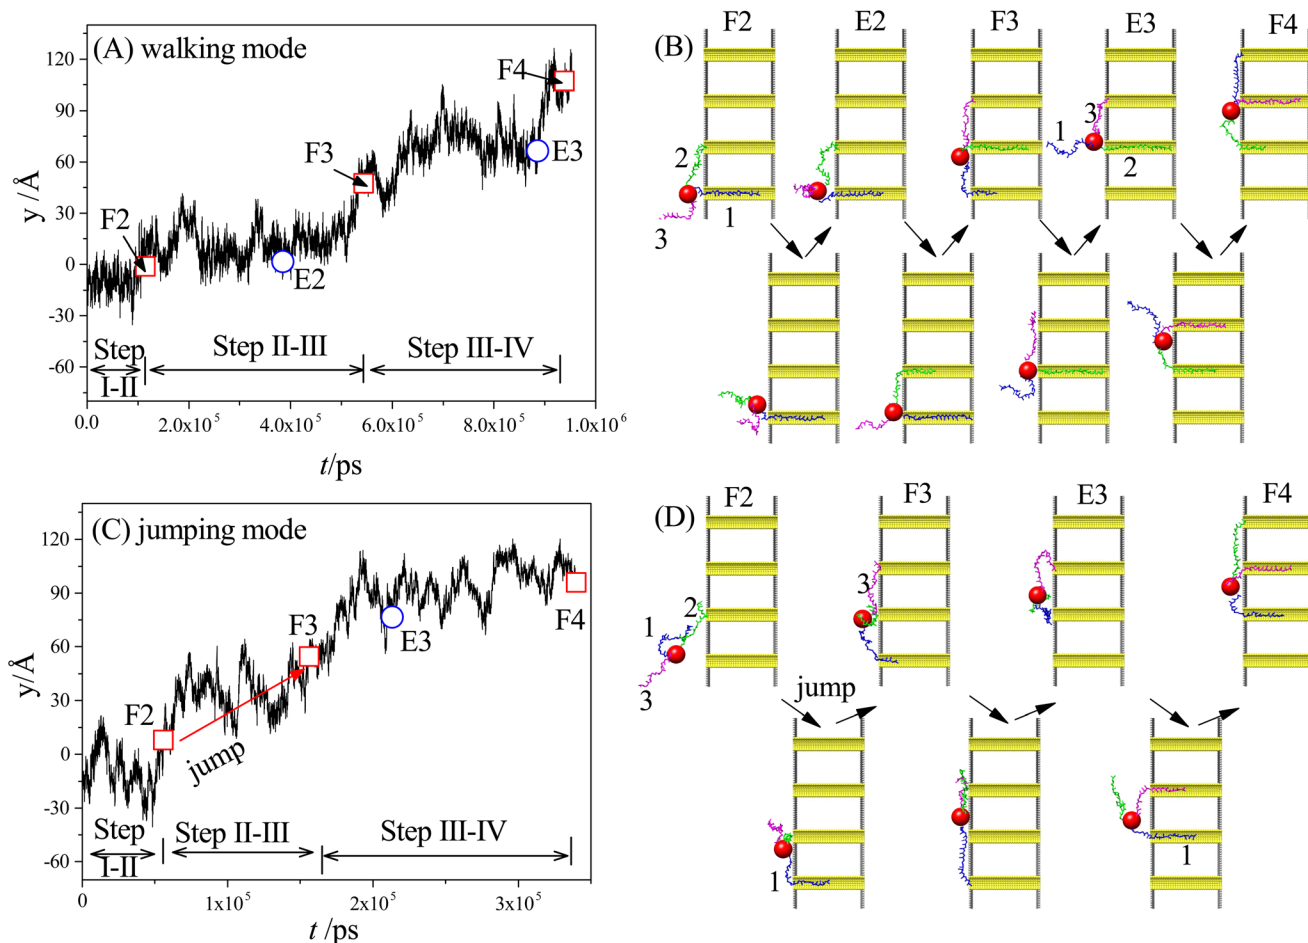 (A) walking mode
y /Å
120
90
60
30
0
-30
-60
F2
E2
F3
E3
F4
Step
I-II
Step II-III
Step III-IV
0.0
2.0x10⁵
4.0x10⁵
6.0x10⁵
8.0x10⁵
1.0x10⁶
t/ps
(B)
F2
E2
F3
E3
F4
2
1
3
1
3
2
(C) jumping mode
y/Å
120
90
60
30
0
-30
-60
F2
jump
F3
E3
F4
Step
I-II
Step II-III
Step III-IV
0
1x10⁵
2x10⁵
3x10⁵
t /ps
(D)
F2
F3
E3
F4
1
2
3
3
jump
1
1